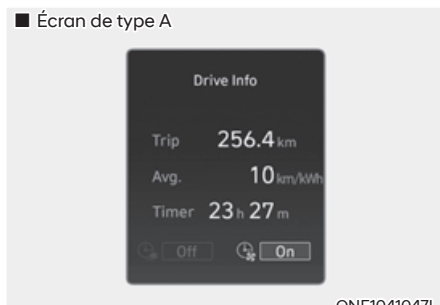 ■ Écran de type A
Drive Info
Trip 256.4 km
Avg. 10 km/kWh
Timer 23 h 27 m
Off On